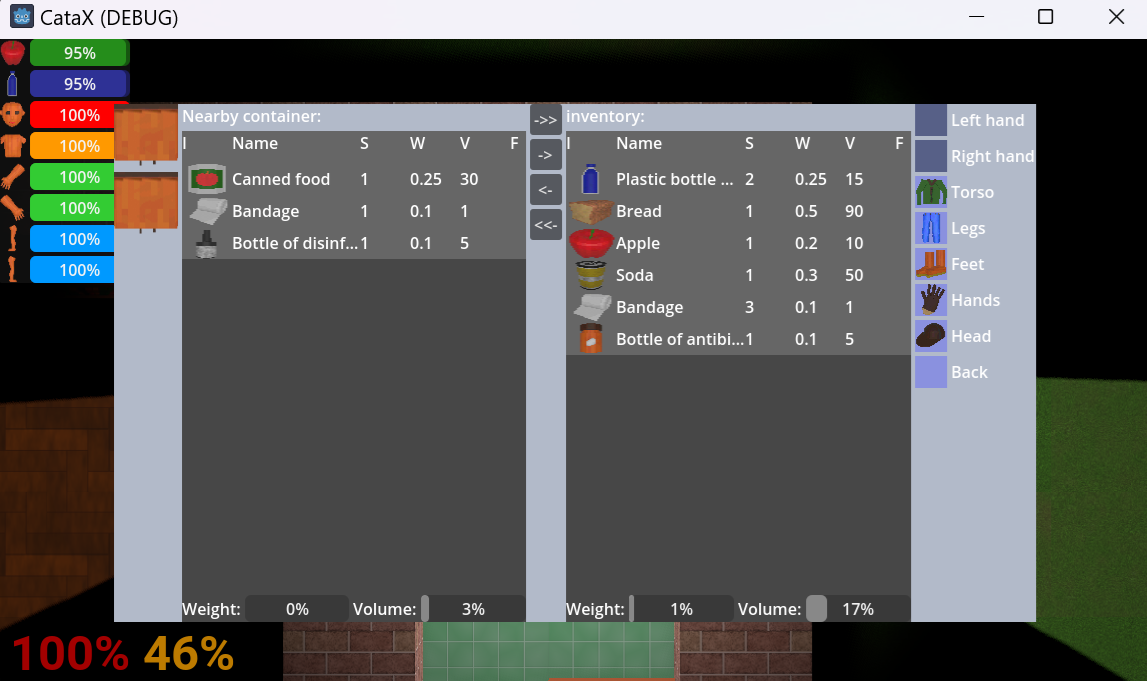 CataX (DEBUG)
95%
95%
100%
100%
100%
100%
100%
100%
Nearby container:
I Name S W V F
Canned food 1 0.25 30
Bandage 1 0.1 1
Bottle of disinf... 1 0.1 5
Weight: 0% Volume: 3%
->>
->
<-
<<-
inventory:
I Name S W V F
Plastic bottle ... 2 0.25 15
Bread 1 0.5 90
Apple 1 0.2 10
Soda 1 0.3 50
Bandage 3 0.1 1
Bottle of antibi... 1 0.1 5
Weight: 1% Volume: 17%
Left hand
Right hand
Torso
Legs
Feet
Hands
Head
Back
100% 46%